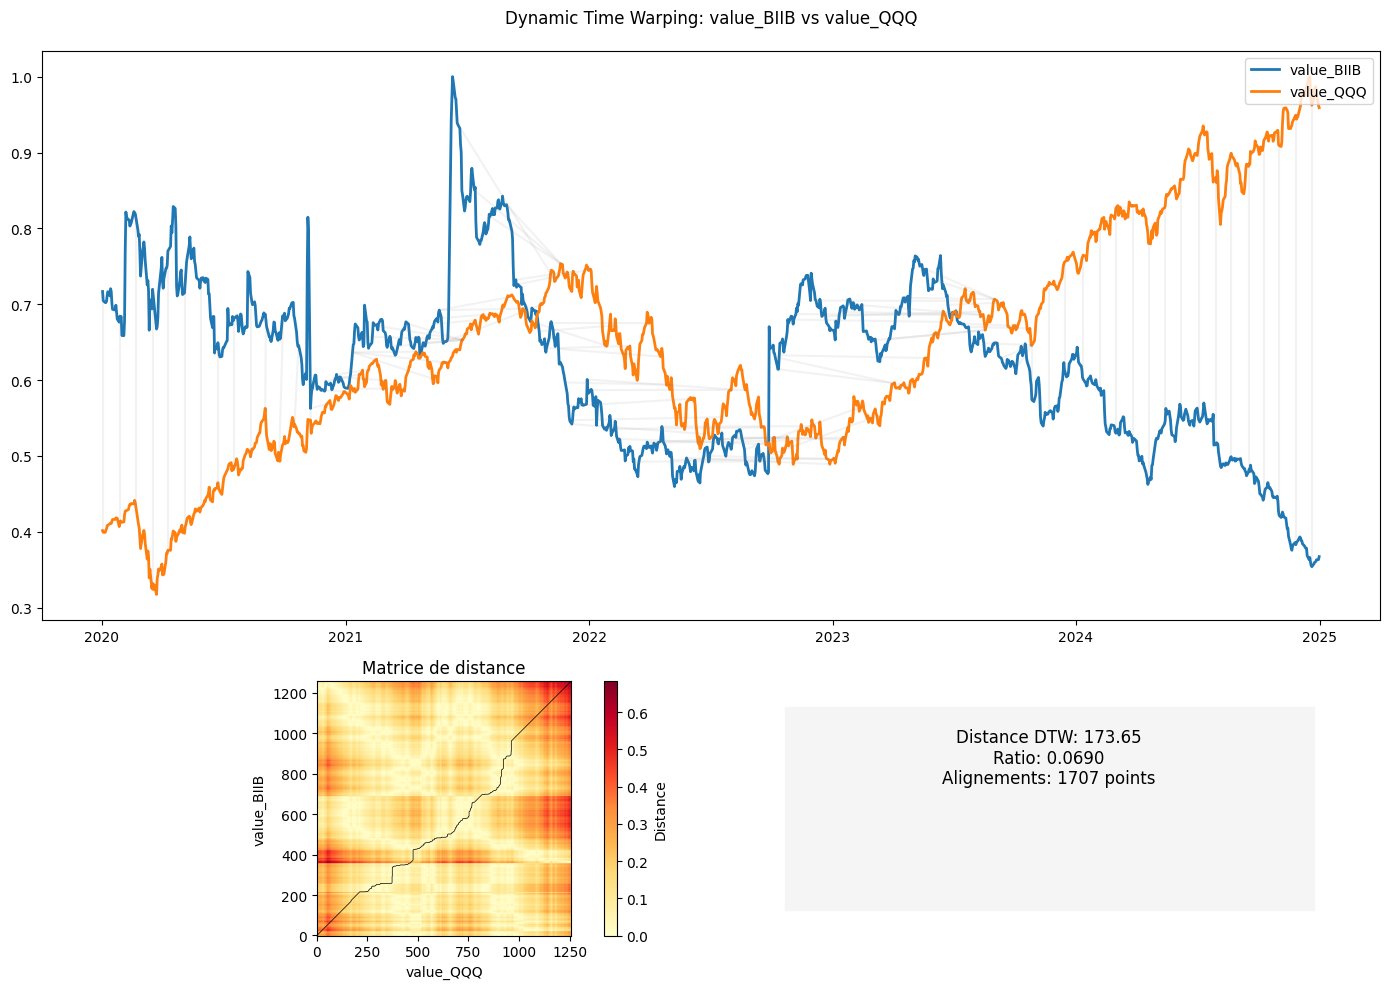 Dynamic Time Warping: value_BIIB vs value_QQQ
1.0
0.9
0.8
0.7
0.6
0.5
0.4
0.3
value_BIIB
value_QQQ
2020 2021 2022 2023 2024 2025
Matrice de distance
1200
1000
800
600
400
200
0
value_BIIB
0 250 500 750 1000 1250
value_QQQ
0.6
0.5
0.4
0.3
0.2
0.1
0.0
Distance
Distance DTW: 173.65
Ratio: 0.0690
Alignements: 1707 points